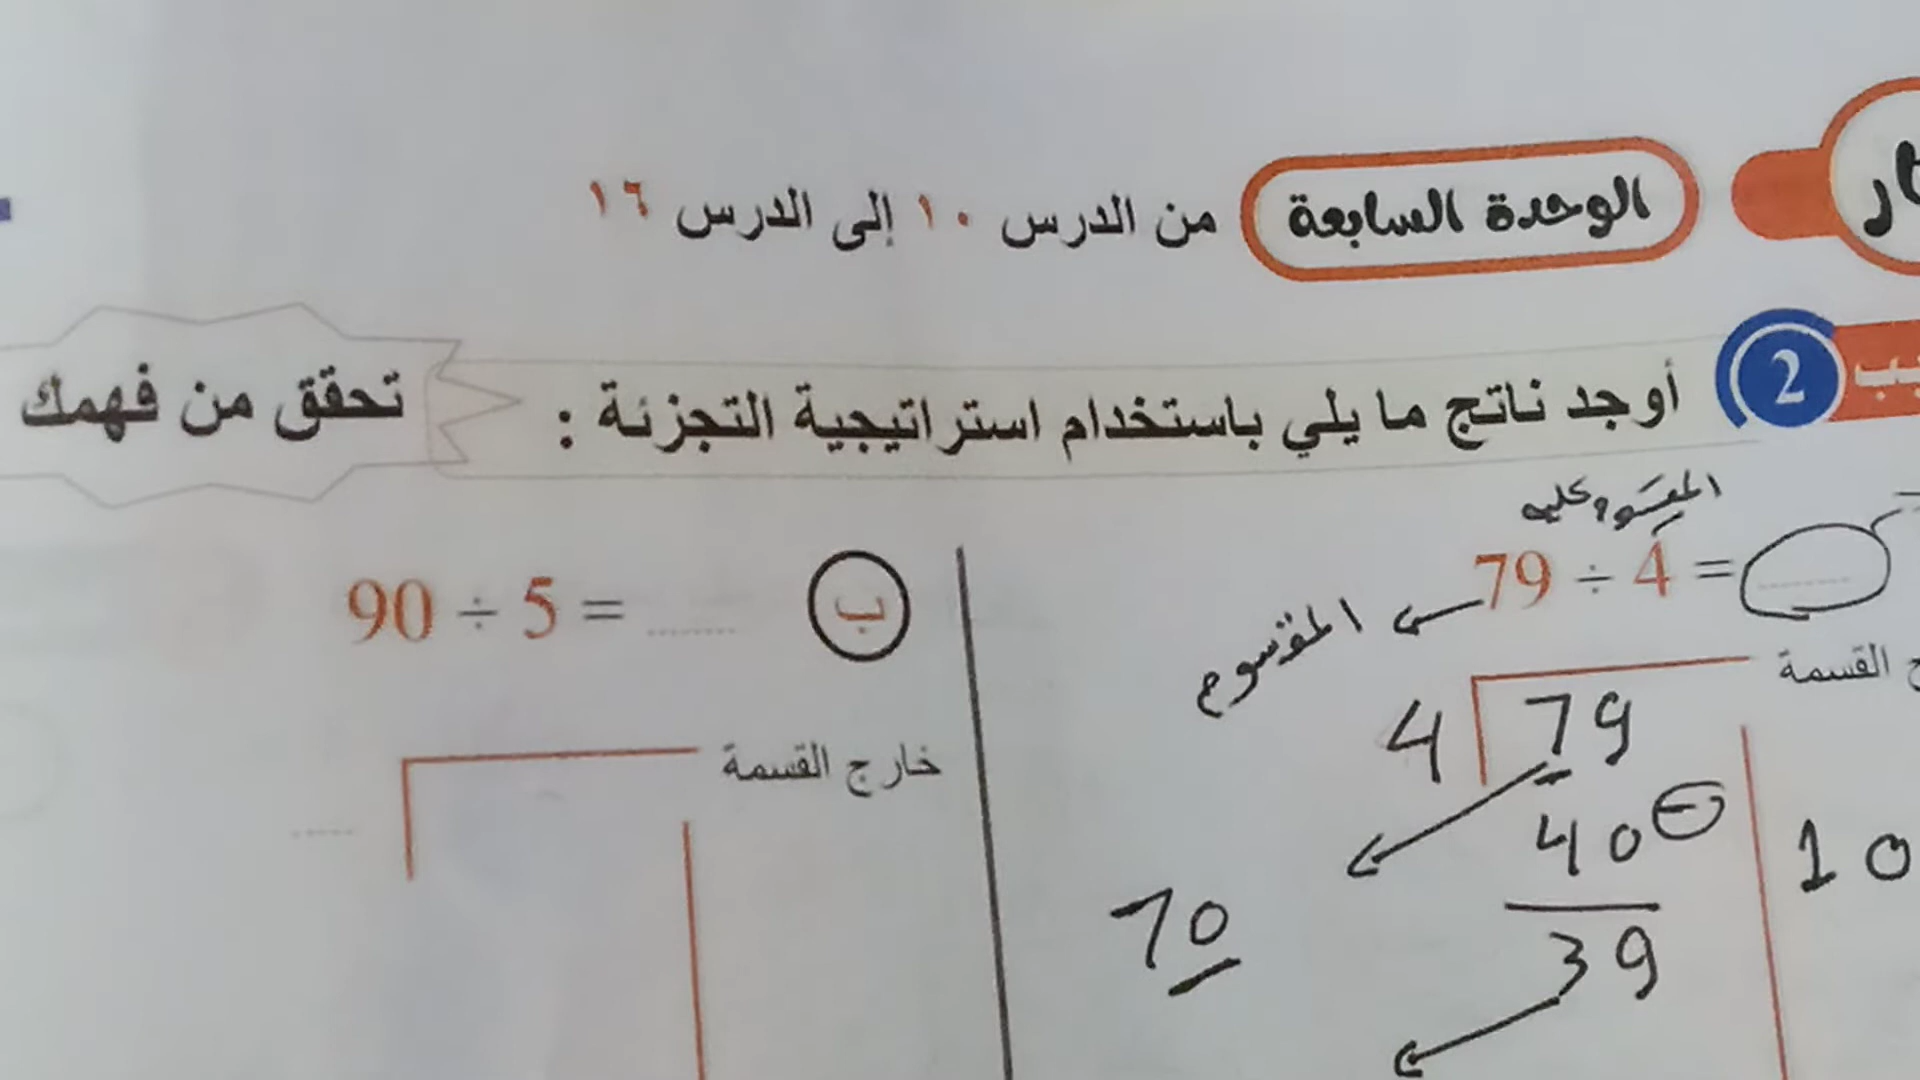 الوحدة السابعة من الدرس ١٠ إلى الدرس ١٦
2 أوجد ناتج ما يلي باستخدام استراتيجية التجزئة :
تحقق من فهمك
المقسوم عليه
79 ÷ 4 =
المقسوم
القسمة
4 79
40 −
10
39
70
ب 90 ÷ 5 =
خارج القسمة